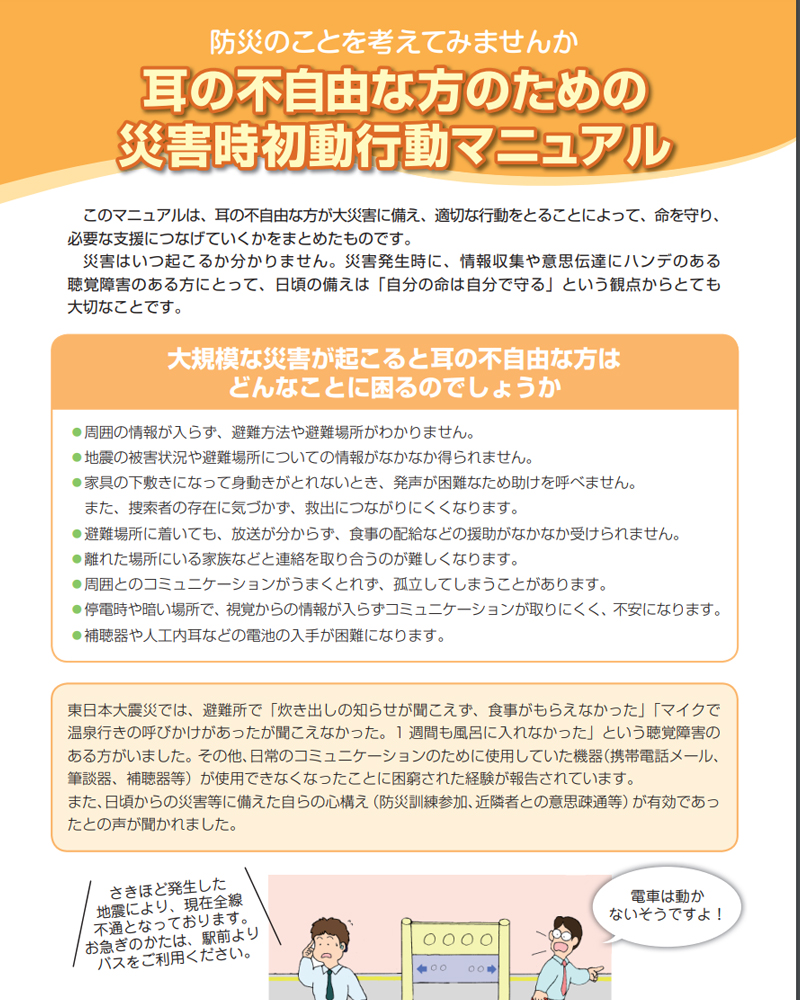 防災のことを考えてみませんか
耳の不自由な方のための
災害時初動行動マニュアル
このマニュアルは、耳の不自由な方が大災害に備え、適切な行動をとることによって、命を守り、
必要な支援につなげていくかをまとめたものです。
災害はいつ起こるか分かりません。災害発生時に、情報収集や意思伝達にハンデのある
聴覚障害のある方にとって、日頃の備えは「自分の命は自分で守る」という観点からとても
大切なことです。
大規模な災害が起こると耳の不自由な方は
どんなことに困るのでしょうか
●周囲の情報が入らず、避難方法や避難場所がわかりません。
●地震の被害状況や避難場所についての情報がなかなか得られません。
●家具の下敷きになって身動きがとれないとき、発声が困難なため助けを呼べません。
また、捜索者の存在に気づかず、救出につながりにくくなります。
●避難場所に着いても、放送が分からず、食事の配給などの援助がなかなか受けられません。
●離れた場所にいる家族などと連絡を取り合うのが難しくなります。
●周囲とのコミュニケーションがうまくとれず、孤立してしまうことがあります。
●停電時や暗い場所で、視覚からの情報が入らずコミュニケーションが取りにくく、不安になります。
●補聴器や人工内耳などの電池の入手が困難になります。
東日本大震災では、避難所で「炊き出しの知らせが聞こえず、食事がもらえなかった」「マイクで
温泉行きの呼びかけがあったが聞こえなかった。1週間も風呂に入れなかった」という聴覚障害の
ある方がいました。その他、日常のコミュニケーションのために使用していた機器(携帯電話メール、
筆談器、補聴器等)が使用できなくなったことに困窮された経験が報告されています。
また、日頃からの災害等に備えた自らの心構え(防災訓練参加、近隣者との意思疎通等)が有効であっ
たとの声が聞かれました。
さきほど発生した
地震により、現在全線
不通となっております。
お急ぎのかたは、駅前より
バスをご利用ください。
電車は動か
ないそうですよ！